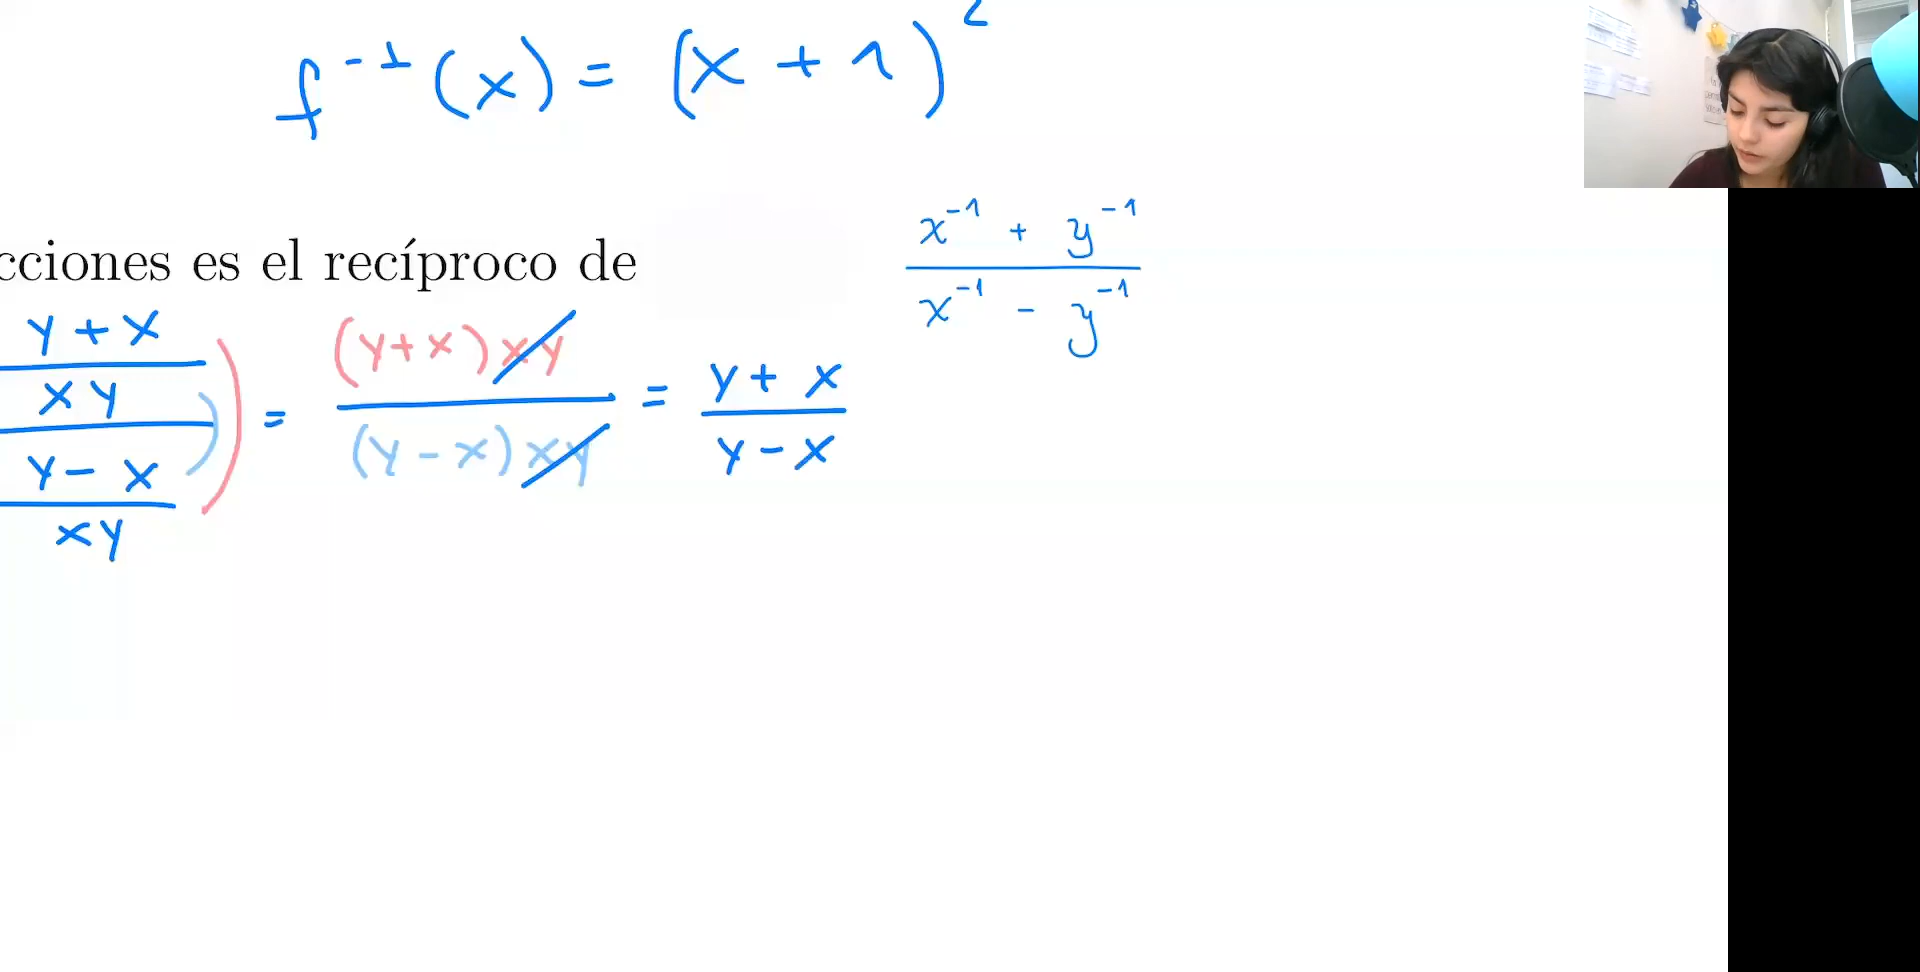 f⁻¹(x) = (x + 1)²
cciones es el recíproco de
x⁻¹ + y⁻¹
x⁻¹ - y⁻¹
y + x
xy
y - x
xy
= (y+x)xy
(y-x)xy
= y + x
y - x